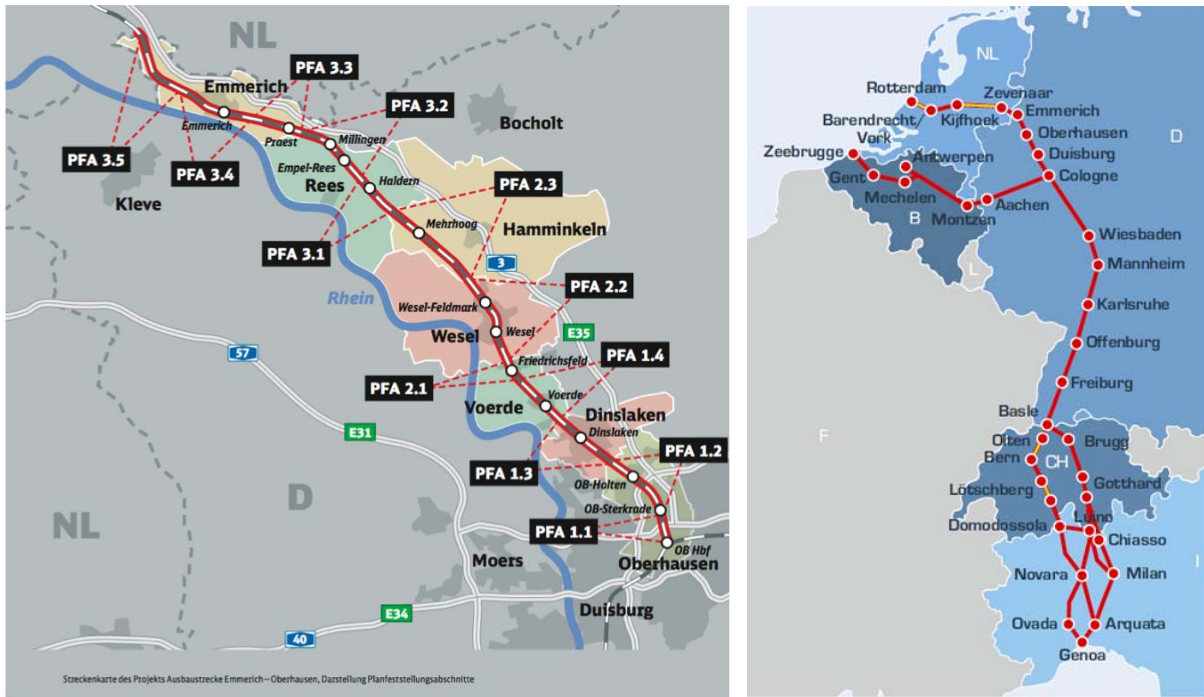 NL
PFA 3.3
Emmerich
PFA 3.2
Emmerich
Praest
Millingen
Bocholt
PFA 3.5
PFA 3.4
Empel-Rees
Rees
Haldern
PFA 2.3
Kleve
Mehrhoog
Hamminkeln
PFA 3.1
3
PFA 2.2
Rhein
Wesel-Feldmark
Wesel
Wesel
E35
57
Friedrichsfeld
PFA 1.4
PFA 2.1
Voerde
Voerde
Dinslaken
E31
Dinslaken
PFA 1.2
PFA 1.3
OB-Holten
D
OB-Sterkrade
NL
PFA 1.1
OB Hbf
Moers
Oberhausen
Duisburg
E34
40
Streckenkarte des Projekts Ausbaustrecke Emmerich—Oberhausen, Darstellung Planfeststellungsabschnitte
NL
Rotterdam
Zevenaar
Emmerich
Barendrecht/
Vork
Kijfhoek
Oberhausen
D
Zeebrugge
Antwerpen
Duisburg
Gent
Cologne
Mechelen
Aachen
B
Montzen
Wiesbaden
L
Mannheim
Karlsruhe
Offenburg
Freiburg
Basle
F
Olten
Brugg
Bern
CH
Gotthard
Lötschberg
Luino
Domodossola
Chiasso
I
Novara
Milan
Ovada
Arquata
Genoa